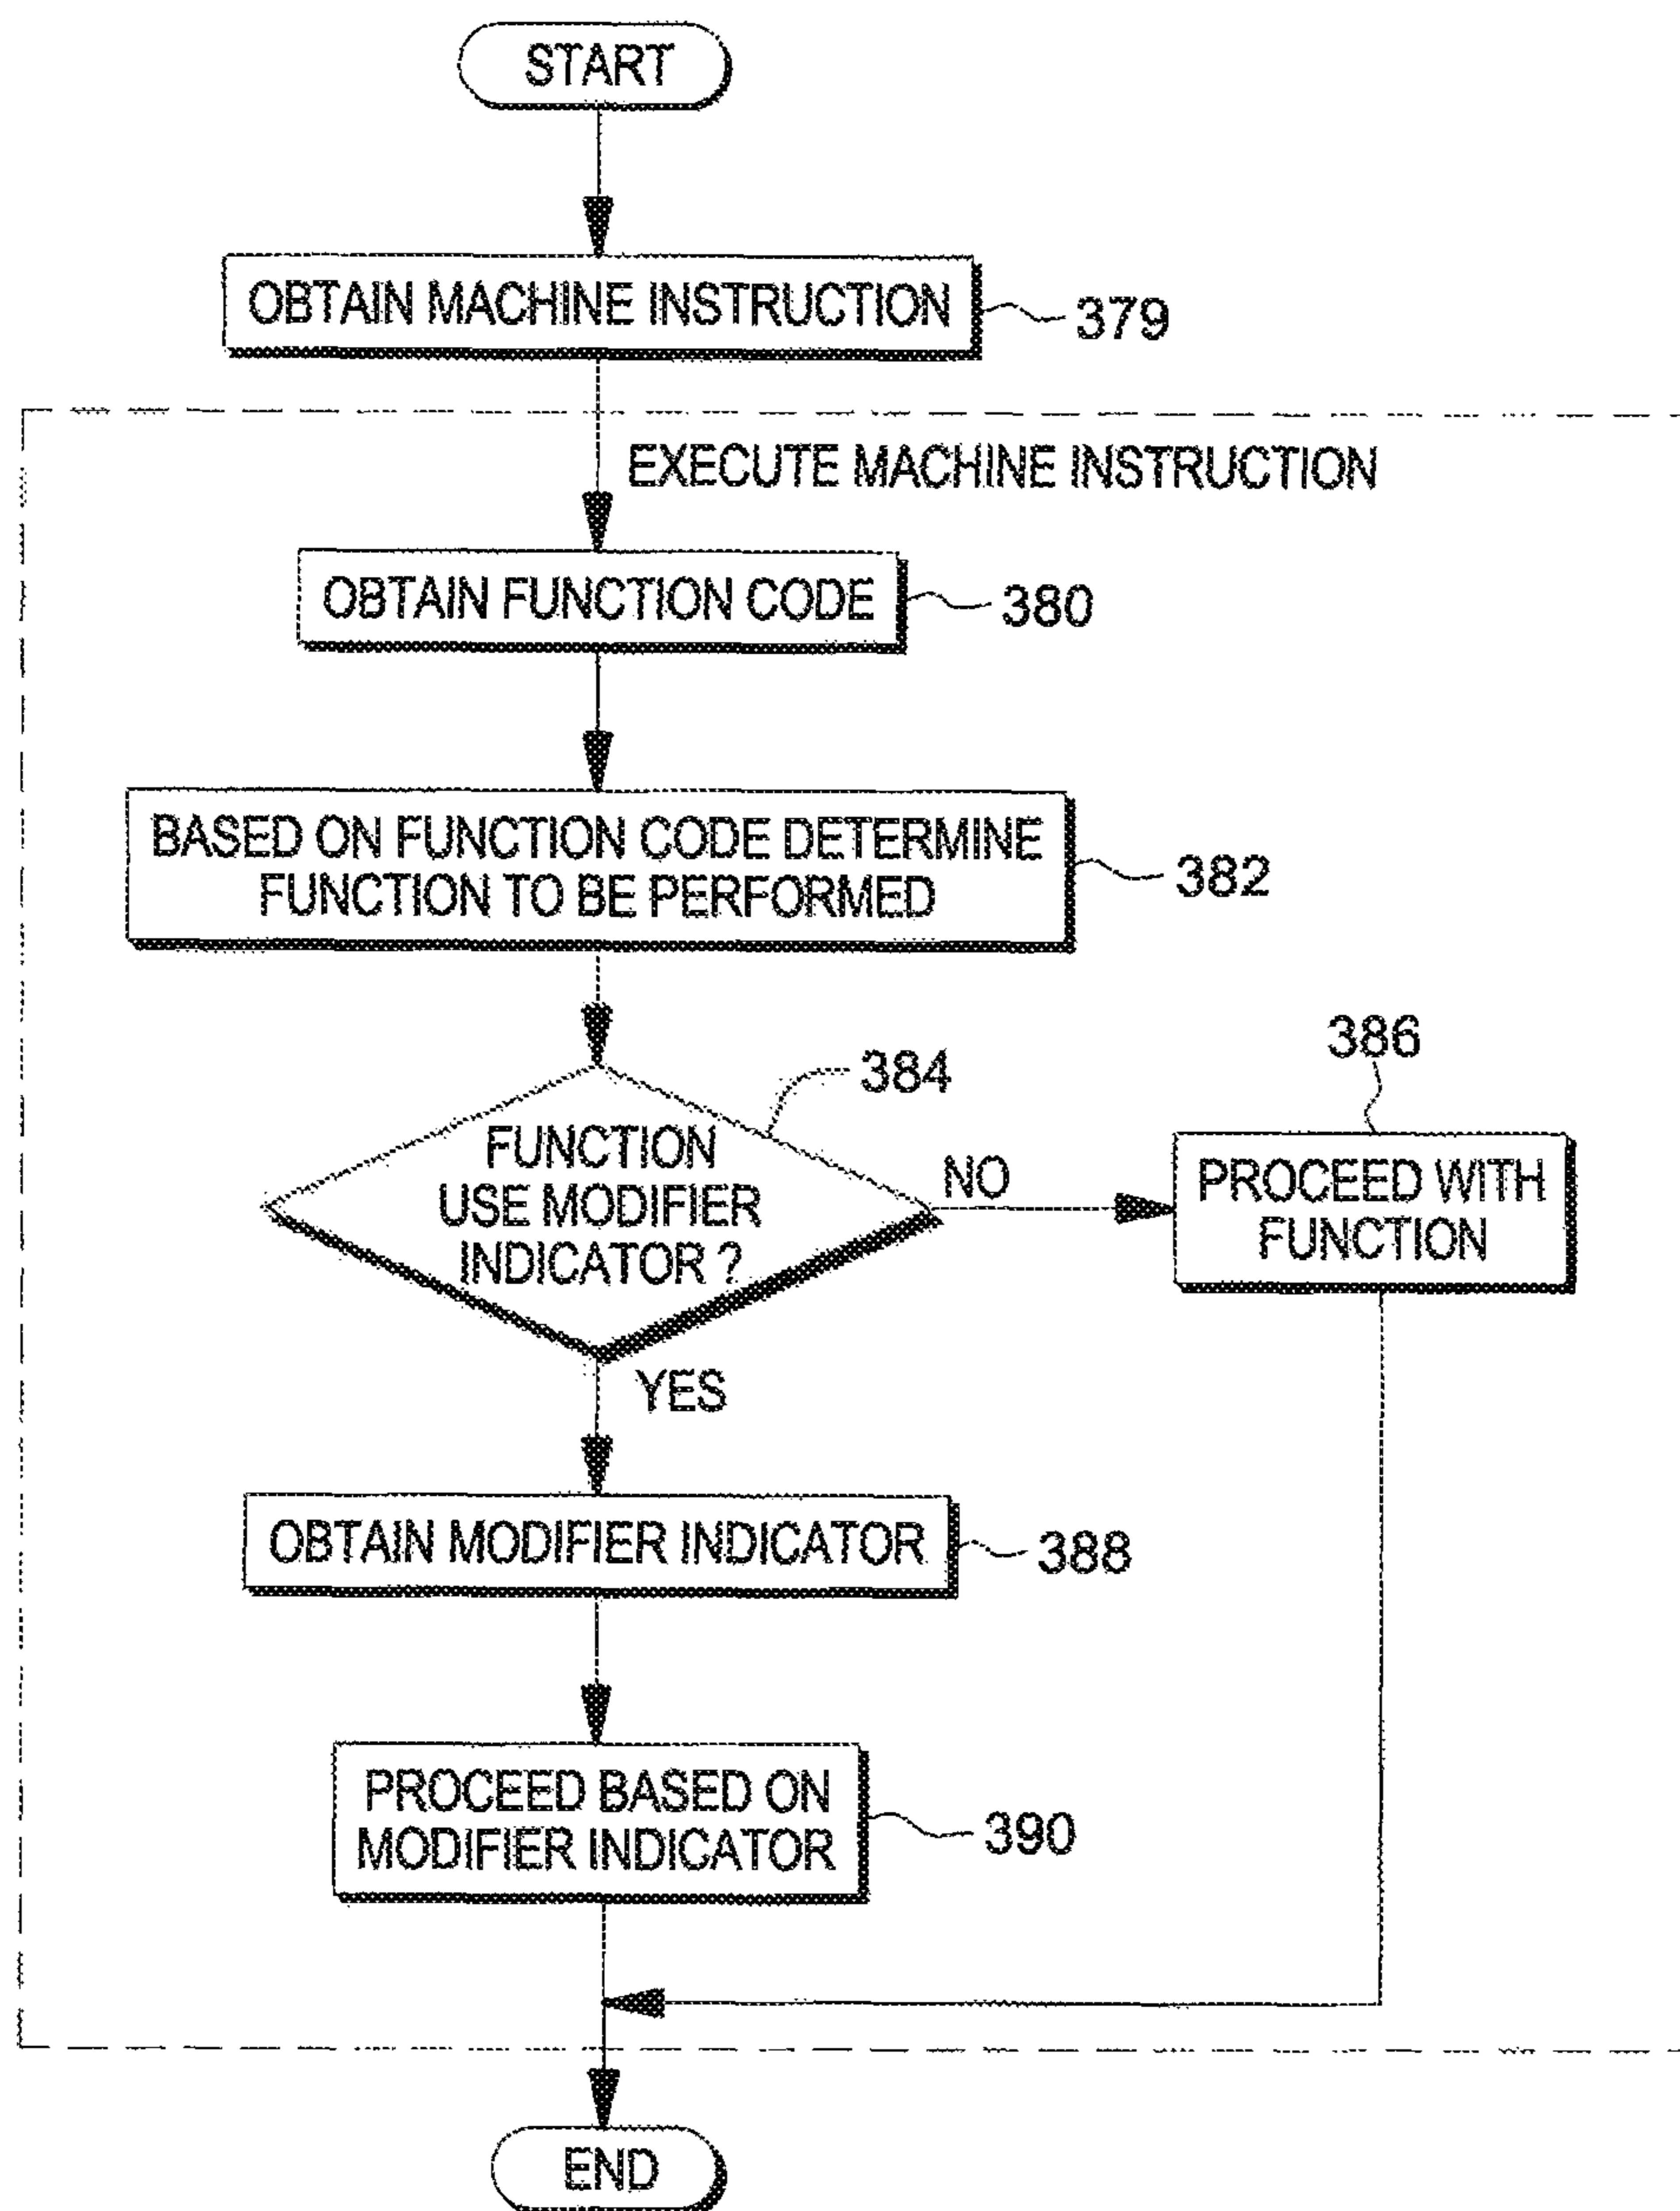 START
OBTAIN MACHINE INSTRUCTION
379
EXECUTE MACHINE INSTRUCTION
OBTAIN FUNCTION CODE
380
BASED ON FUNCTION CODE DETERMINE
FUNCTION TO BE PERFORMED
382
384
FUNCTION
USE MODIFIER
INDICATOR ?
NO
386
PROCEED WITH
FUNCTION
YES
OBTAIN MODIFIER INDICATOR
388
PROCEED BASED ON
MODIFIER INDICATOR
390
END